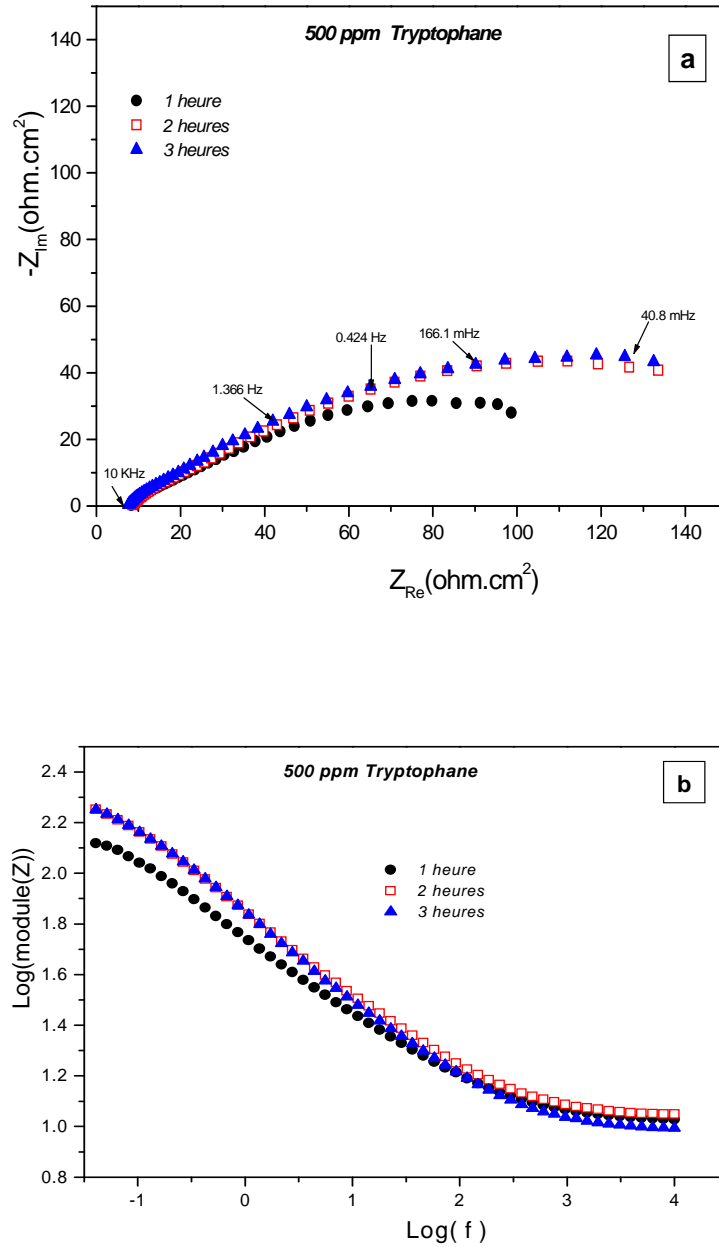 500 ppm Tryptophane
a
1 heure
2 heures
3 heures
-Z_Im(ohm.cm²)
140
120
100
80
60
40
20
0
10 KHz
1.366 Hz
0.424 Hz
166.1 mHz
40.8 mHz
0 20 40 60 80 100 120 140
Z_Re(ohm.cm²)
500 ppm Tryptophane
b
1 heure
2 heures
3 heures
Log(module(Z))
2.4
2.2
2.0
1.8
1.6
1.4
1.2
1.0
0.8
-1 0 1 2 3 4
Log( f )